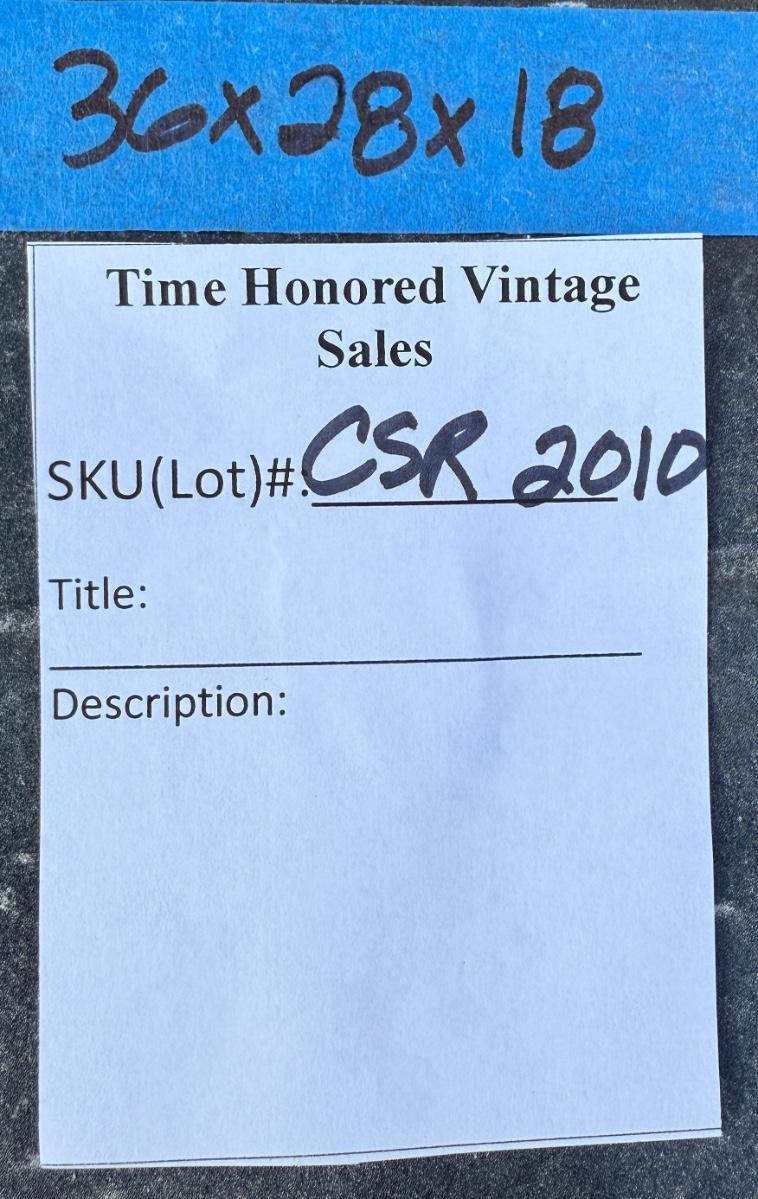 36x28x18
Time Honored Vintage
Sales
SKU(Lot)#: CSR 2010
Title:
Description: